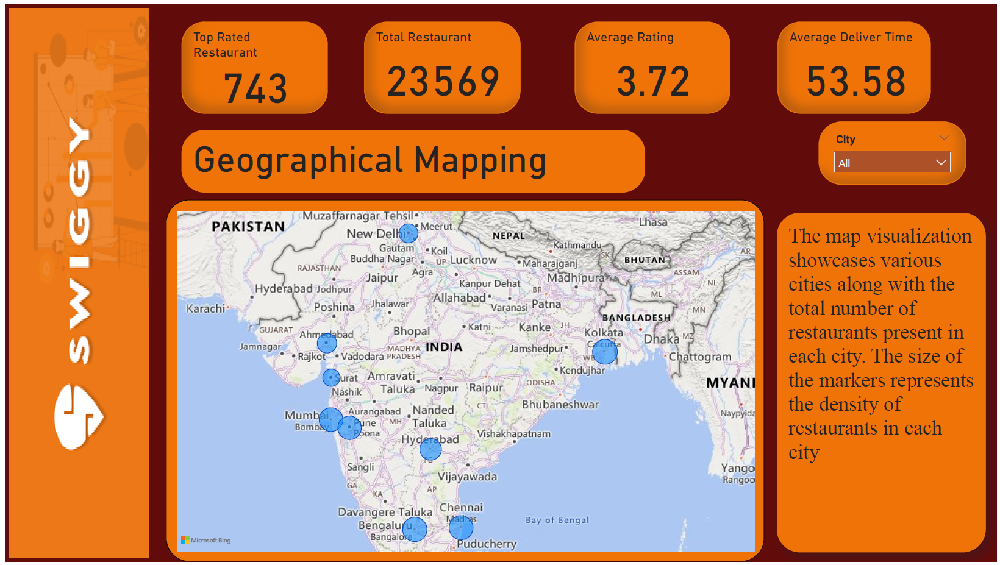 SWIGGY
Top Rated
Restaurant
743
Total Restaurant
23569
Average Rating
3.72
Average Deliver Time
53.58
Geographical Mapping
City
All
Muzaffarnagar Tehsil
PAKISTAN
Meerut
New Delhi
Lhasa
NEPAL
Kathmandu
Gautam
Buddha Nagar
Koil
UP
Lucknow
Maharajganj
SK
BHUTAN
AR
RAJASTHAN
Jaipur
Agra
Kanpur Dehat
Madhipura
ASSAM
NL
Hyderabad
Jodhpur
BR
ML
Allahabad
Varanasi
Patna
Karāchi
Poshina
Jhalawar
MN
BANGLADESH
GUJARAT
Ahmedabad
Bhopal
Katni
Kanke
JH
Kolkata
Calcutta
Dhaka
MZ
Jamnagar
Rajkot
Vadodara
MADHYA
PRADESH
INDIA
Jamshedpur
WB
Chattogram
Kendujhar
Surat
Amravati
Taluka
Nagpur
Raipur
ODISHA
MYANI
Nashik
CT
Bhubaneshwar
Mumbai
Bombay
Aurangabad
Pune
Poona
MH
Nanded
Taluka
Naypyida
Hyderabad
TG
Vishakhapatnam
Sangli
Vijayawada
Yango
Rangoo
GA
KA
AP
Davangere Taluka
Chennai
Madras
Bengaluru
Bangalore
Bay of Bengal
Puducherry
Microsoft Bing
The map visualization
showcases various
cities along with the
total number of
restaurants present in
each city. The size of
the markers represents
the density of
restaurants in each
city